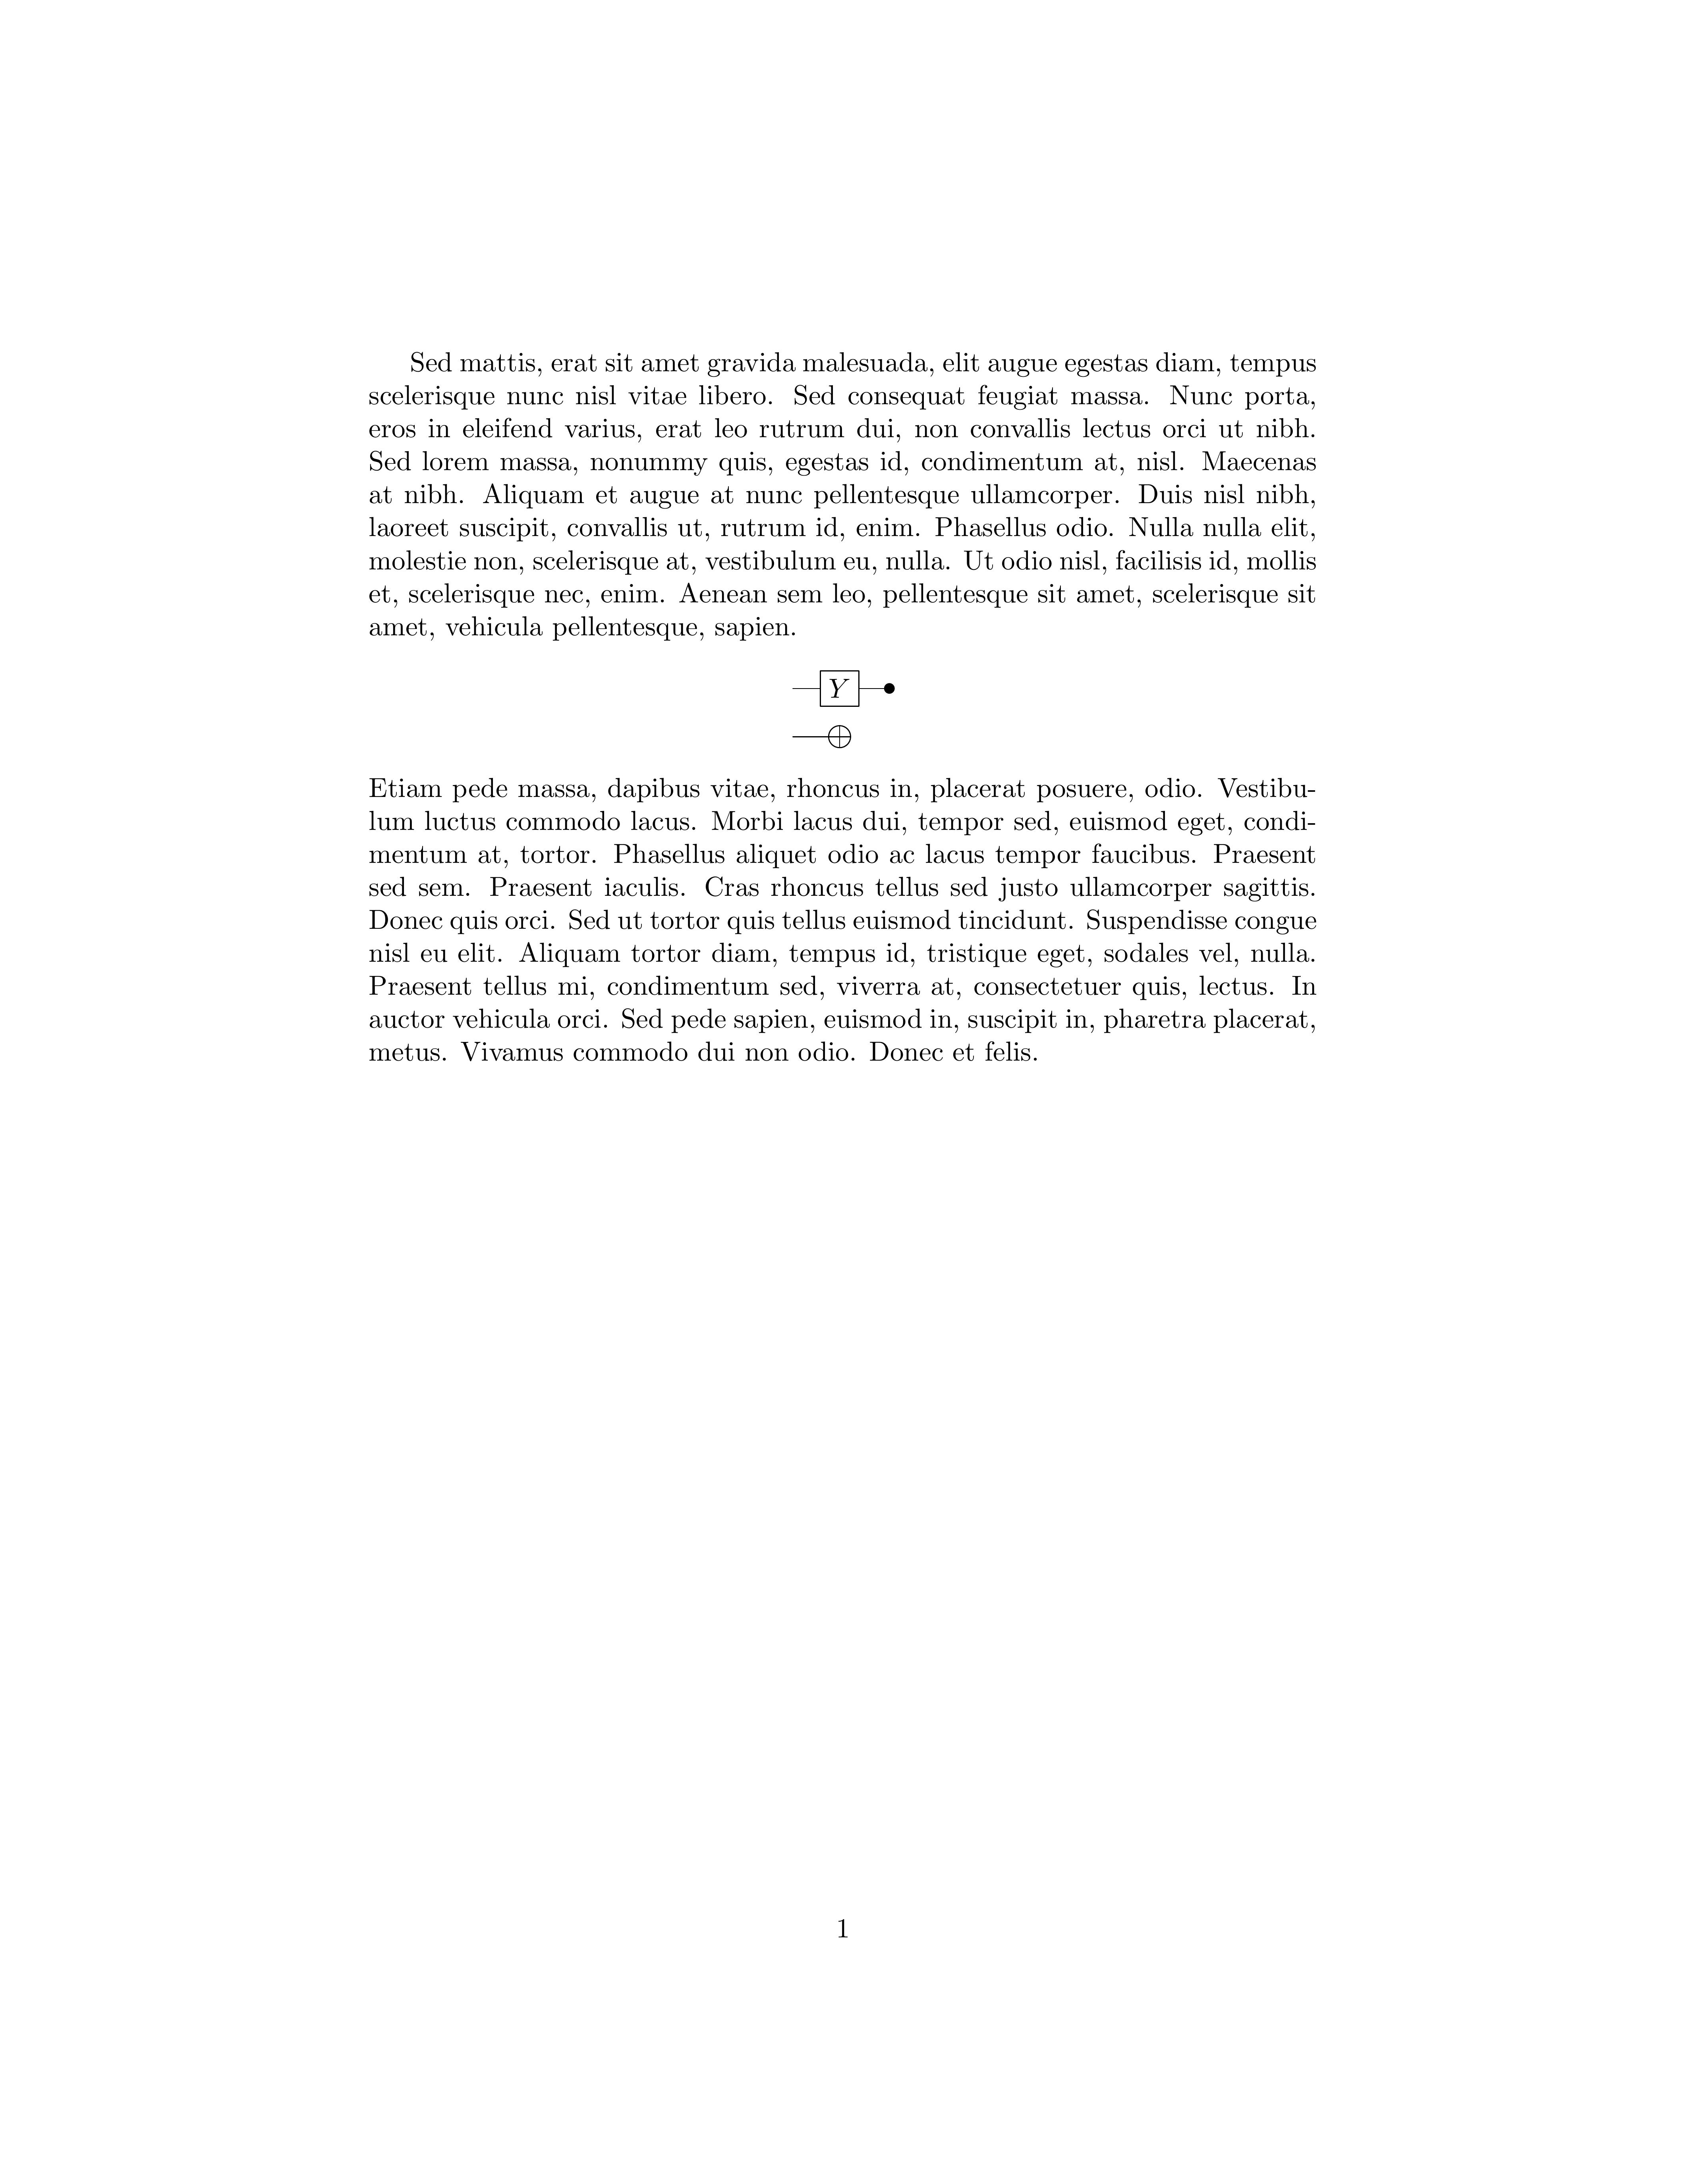 Sed mattis, erat sit amet gravida malesuada, elit augue egestas diam, tempus
scelerisque nunc nisl vitae libero. Sed consequat feugiat massa. Nunc porta,
eros in eleifend varius, erat leo rutrum dui, non convallis lectus orci ut nibh.
Sed lorem massa, nonummy quis, egestas id, condimentum at, nisl. Maecenas
at nibh. Aliquam et augue at nunc pellentesque ullamcorper. Duis nisl nibh,
laoreet suscipit, convallis ut, rutrum id, enim. Phasellus odio. Nulla nulla elit,
molestie non, scelerisque at, vestibulum eu, nulla. Ut odio nisl, facilisis id, mollis
et, scelerisque nec, enim. Aenean sem leo, pellentesque sit amet, scelerisque sit
amet, vehicula pellentesque, sapien.
Y
Etiam pede massa, dapibus vitae, rhoncus in, placerat posuere, odio. Vestibu-
lum luctus commodo lacus. Morbi lacus dui, tempor sed, euismod eget, condi-
mentum at, tortor. Phasellus aliquet odio ac lacus tempor faucibus. Praesent
sed sem. Praesent iaculis. Cras rhoncus tellus sed justo ullamcorper sagittis.
Donec quis orci. Sed ut tortor quis tellus euismod tincidunt. Suspendisse congue
nisl eu elit. Aliquam tortor diam, tempus id, tristique eget, sodales vel, nulla.
Praesent tellus mi, condimentum sed, viverra at, consectetuer quis, lectus. In
auctor vehicula orci. Sed pede sapien, euismod in, suscipit in, pharetra placerat,
metus. Vivamus commodo dui non odio. Donec et felis.
1